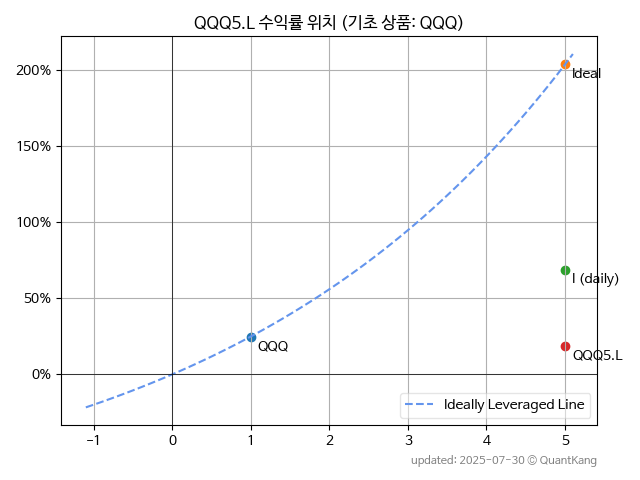 QQQ5.L 수익률 위치 (기초 상품: QQQ)
200%
150%
100%
50%
0%
Ideal
I (daily)
QQQ
QQQ5.L
Ideally Leveraged Line
−1 0 1 2 3 4 5
updated: 2025-07-30 © QuantKang